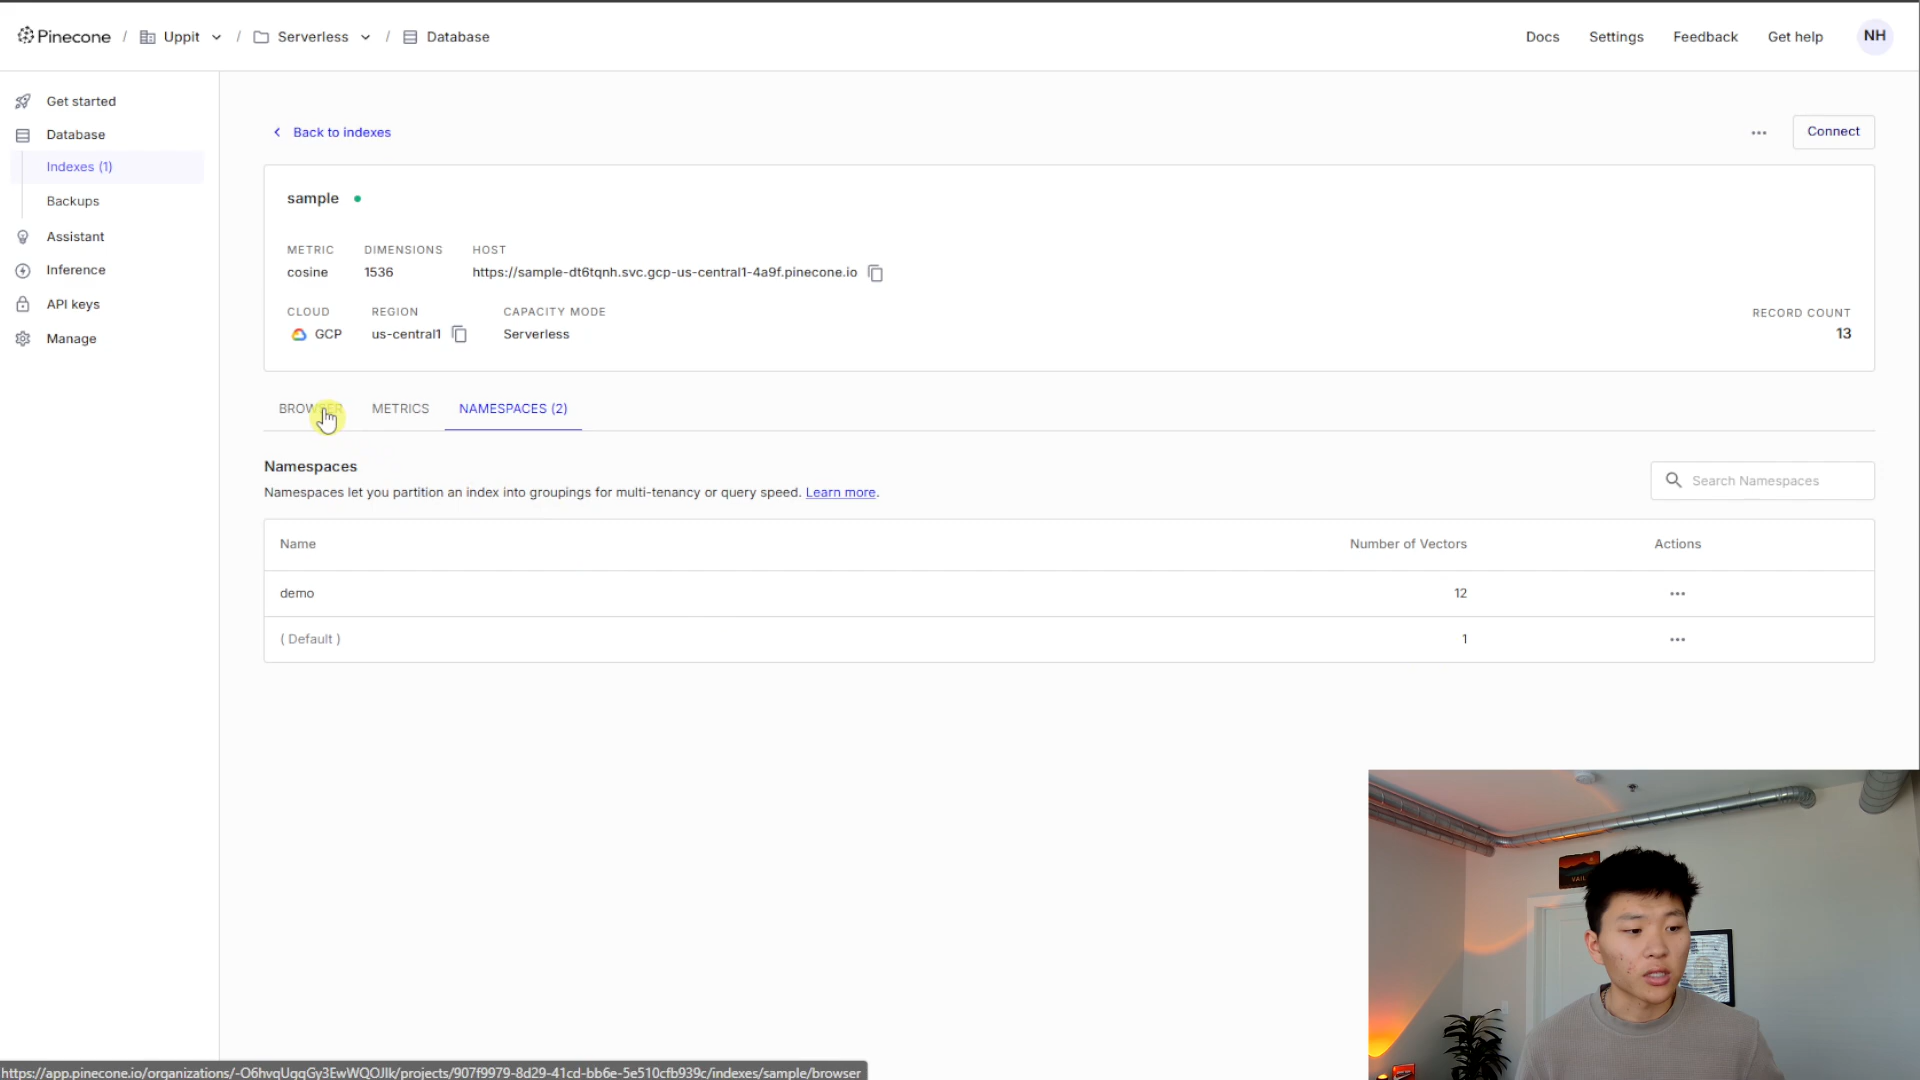 Pinecone / Uppit / Serverless / Database
Docs Settings Feedback Get help NH
Get started
Database
Indexes (1)
Backups
Assistant
Inference
API keys
Manage
Back to indexes
Connect
sample
METRIC DIMENSIONS HOST
cosine 1536 https://sample-dt6tqnh.svc.gcp-us-central1-4a9f.pinecone.io
CLOUD REGION CAPACITY MODE
GCP us-central1 Serverless
RECORD COUNT
13
BROWSER METRICS NAMESPACES (2)
Namespaces
Namespaces let you partition an index into groupings for multi-tenancy or query speed. Learn more.
Search Namespaces
Name Number of Vectors Actions
demo 12
( Default ) 1
VAIL
https://app.pinecone.io/organizations/-O6hvqUqqGy3EwWQOJlk/projects/907f9979-8d29-41cd-bb6e-5e510cfb939c/indexes/sample/browser